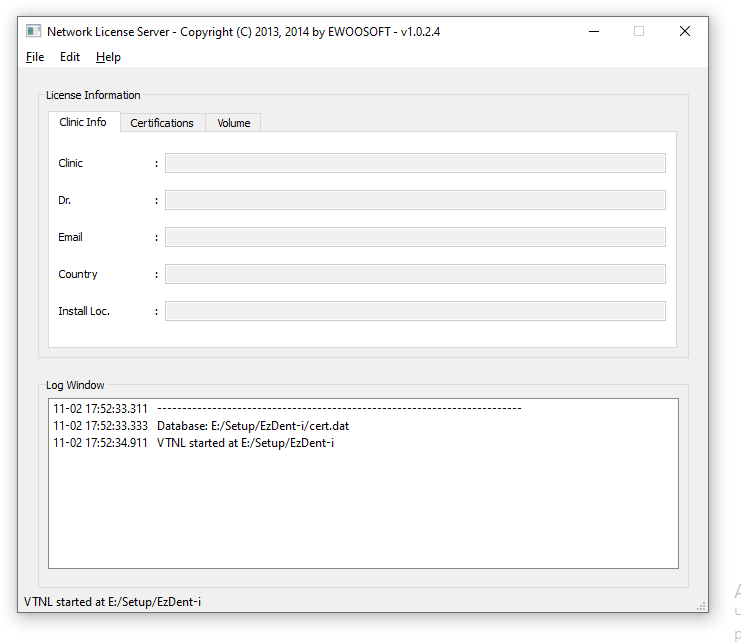 Network License Server - Copyright (C) 2013, 2014 by EWOOSOFT - v1.0.2.4
File Edit Help
License Information
Clinic Info Certifications Volume
Clinic :
Dr. :
Email :
Country :
Install Loc. :
Log Window
11-02 17:52:33.311 -------------------------------------------------------------------------
11-02 17:52:33.333 Database: E:/Setup/EzDent-i/cert.dat
11-02 17:52:34.911 VTNL started at E:/Setup/EzDent-i
VTNL started at E:/Setup/EzDent-i